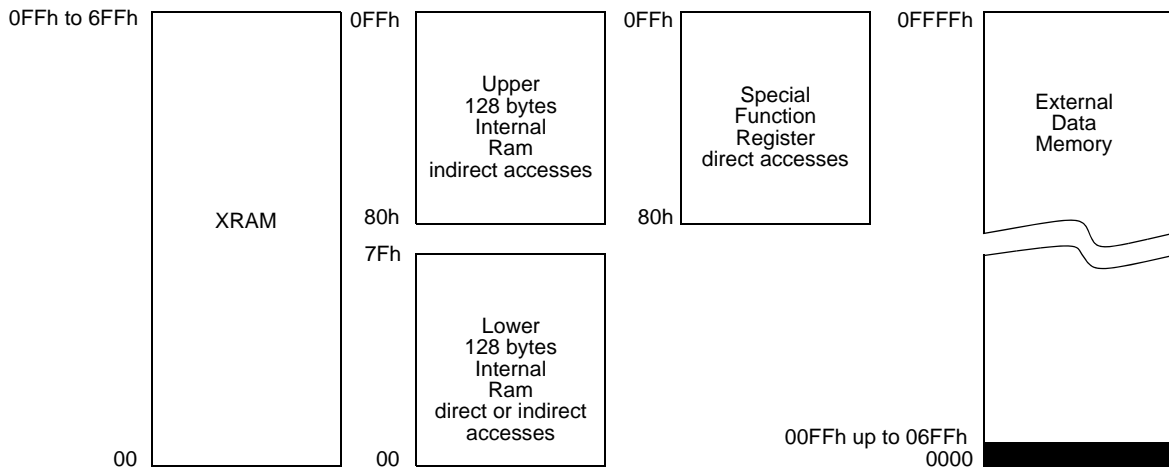 0FFh to 6FFh
XRAM
00
0FFh
Upper
128 bytes
Internal
Ram
indirect accesses
80h
7Fh
Lower
128 bytes
Internal
Ram
direct or indirect
accesses
00
0FFh
Special
Function
Register
direct accesses
80h
0FFFFh
External
Data
Memory
00FFh up to 06FFh
0000